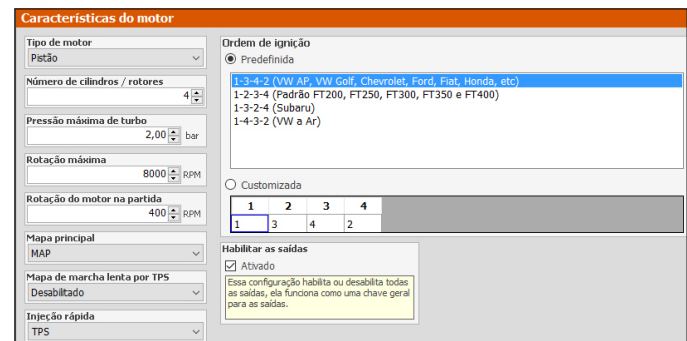 Características do motor
Tipo de motor
Pistão
Número de cilindros / rotores
4
Pressão máxima de turbo
2,00 bar
Rotação máxima
8000 RPM
Rotação do motor na partida
400 RPM
Mapa principal
MAP
Mapa de marcha lenta por TPS
Desabilitado
Injeção rápida
TPS
Ordem de ignição
Predefinida
1-3-4-2 (VW AP, VW Golf, Chevrolet, Ford, Fiat, Honda, etc)
1-2-3-4 (Padrão FT200, FT250, FT300, FT350 e FT400)
1-3-2-4 (Subaru)
1-4-3-2 (VW a Ar)
Customizada
1 2 3 4
1 3 4 2
Habilitar as saídas
Ativado
Essa configuração habilita ou desabilita todas
as saídas, ela funciona como uma chave geral
para as saídas.